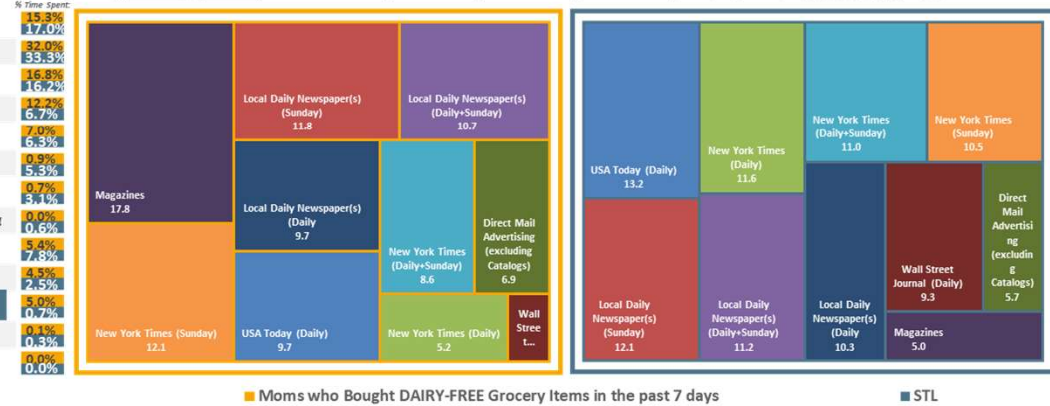 % Time Spent:
15.3%
17.0%
32.0%
33.3%
16.8%
16.2%
12.2%
6.7%
7.0%
6.3%
0.9%
5.3%
0.7%
3.1%
0.0%
0.6%
5.4%
7.8%
4.5%
2.5%
5.0%
0.7%
0.1%
0.3%
0.0%
0.0%
Magazines
17.8
Local Daily Newspaper(s)
(Sunday)
11.8
Local Daily Newspaper(s)
(Daily+Sunday)
10.7
Local Daily Newspaper(s)
(Daily
9.7
New York Times
(Daily+Sunday)
8.6
Direct Mail
Advertising
(excluding
Catalogs)
6.9
New York Times (Sunday)
12.1
USA Today (Daily)
9.7
New York Times (Daily)
5.2
Wall
Stree
t...
USA Today (Daily)
13.2
New York Times
(Daily)
11.6
New York Times
(Daily+Sunday)
11.0
New York Times
(Sunday)
10.5
Local Daily
Newspaper(s)
(Sunday)
12.1
Local Daily
Newspaper(s)
(Daily+Sunday)
11.2
Local Daily
Newspaper(s)
(Daily
10.3
Wall Street
Journal (Daily)
9.3
Direct
Mail
Advertisi
ng
(excludin
g
Catalogs)
5.7
Magazines
5.0
Moms who Bought DAIRY-FREE Grocery Items in the past 7 days
STL